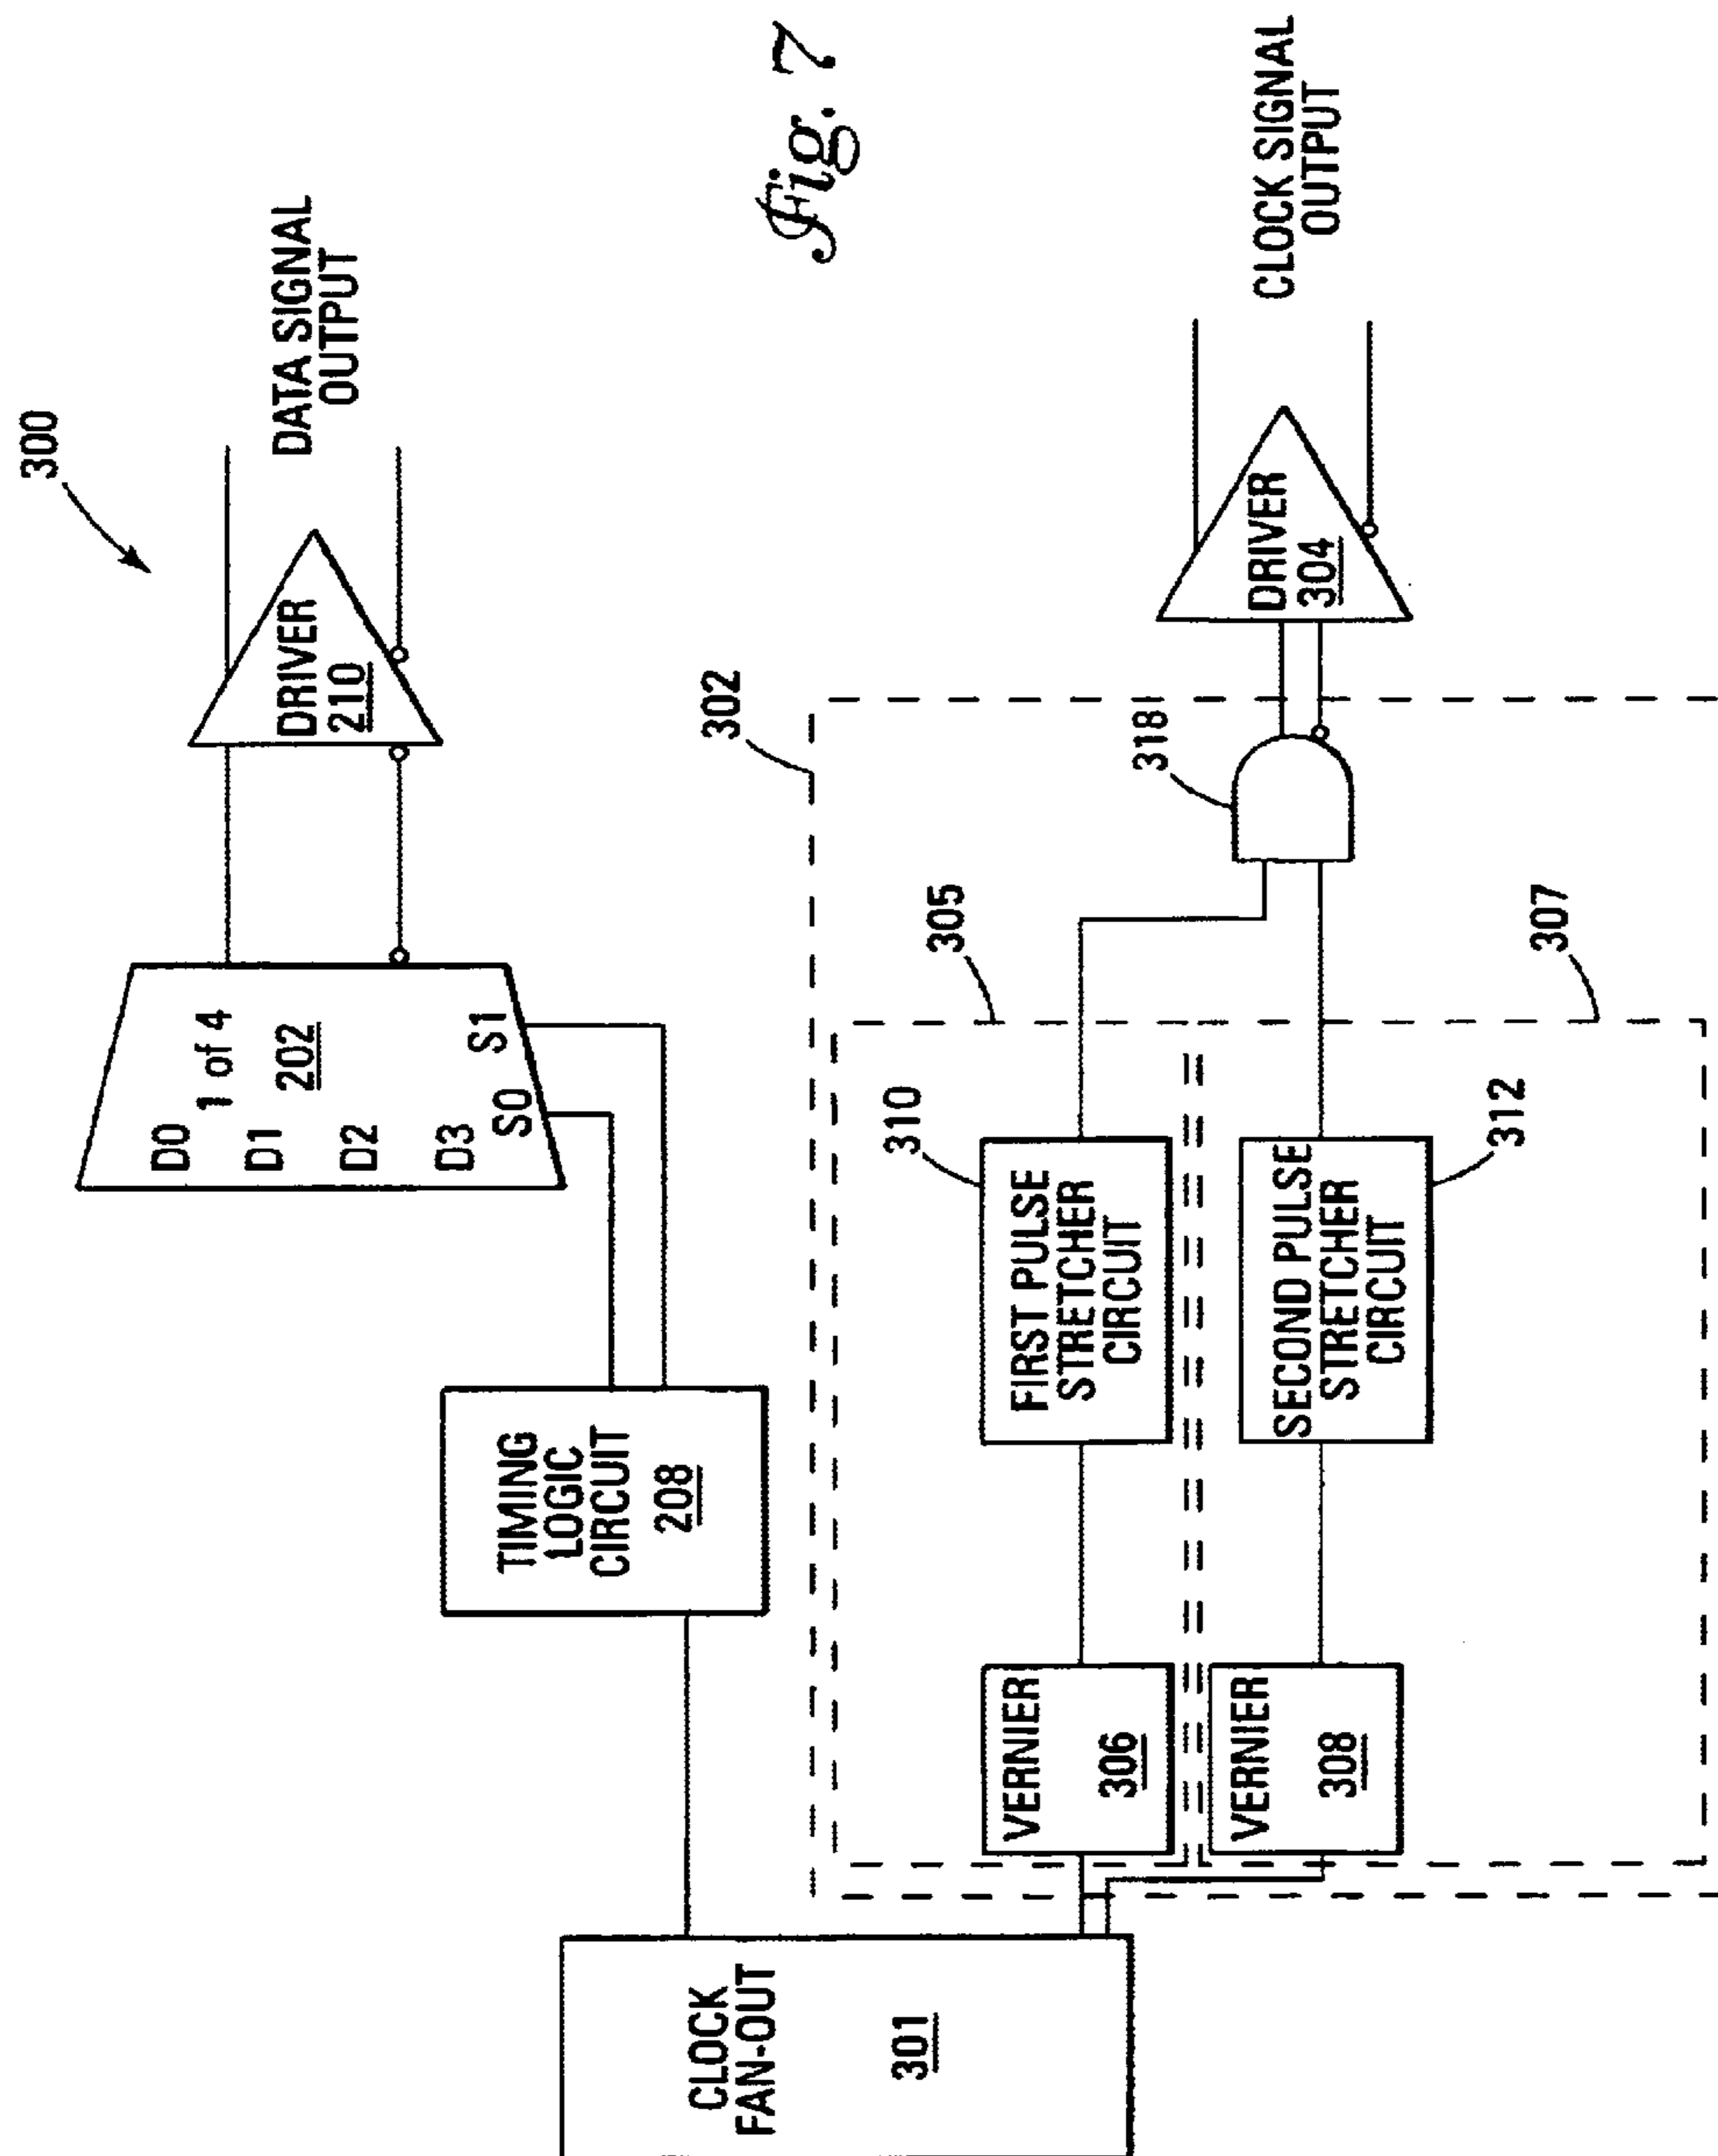 300
DATA SIGNAL
OUTPUT
DRIVER
210
D0
D1
D2
D3
1 of 4
202
S0
S1
TIMING
LOGIC
CIRCUIT
208
CLOCK
FAN-OUT
301
302
305
VERNIER
306
310
FIRST PULSE
STRETCHER
CIRCUIT
VERNIER
308
SECOND PULSE
STRETCHER
CIRCUIT
312
307
318
DRIVER
304
CLOCK SIGNAL
OUTPUT
Fig. 7